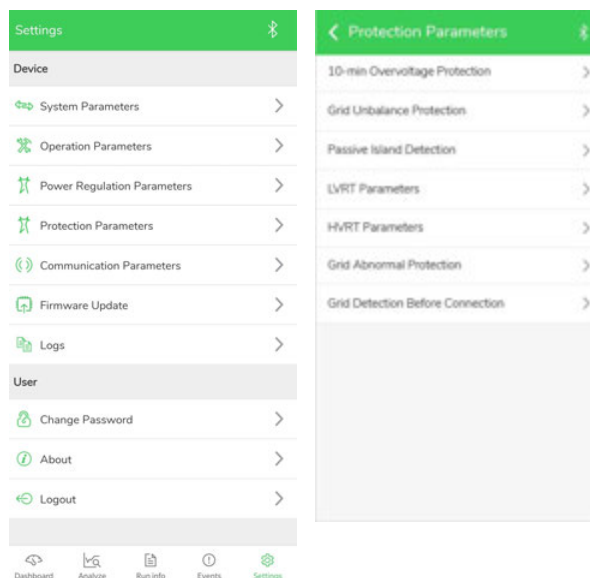 Settings
Device
System Parameters
Operation Parameters
Power Regulation Parameters
Protection Parameters
Communication Parameters
Firmware Update
Logs
User
Change Password
About
Logout
Dashboard
Analyze
Run info
Events
Settings
Protection Parameters
10-min Overvoltage Protection
Grid Unbalance Protection
Passive Island Detection
LVRT Parameters
HVRT Parameters
Grid Abnormal Protection
Grid Detection Before Connection